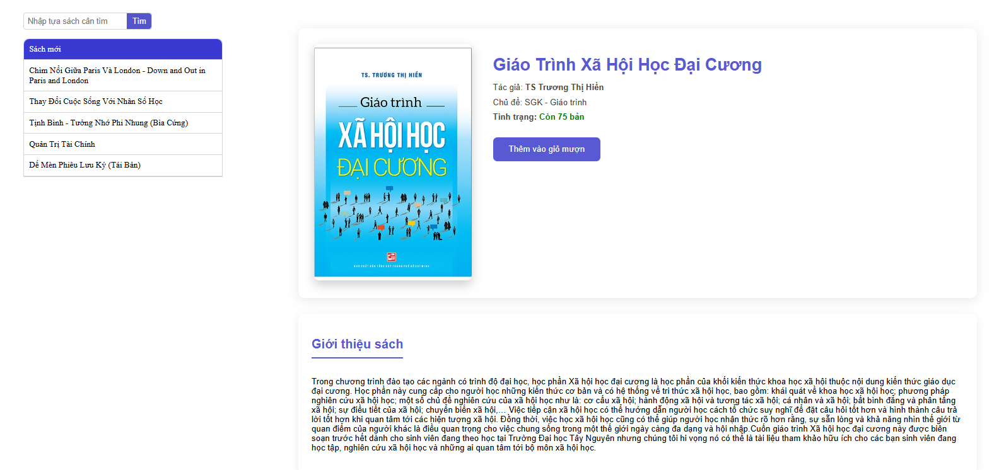 Nhập tựa sách cần tìm
Tìm
Sách mới
Chìm Nổi Giữa Paris Và London - Down and Out in
Paris and London
Thay Đổi Cuộc Sống Với Nhân Số Học
Tịnh Bình - Tưởng Nhớ Phi Nhung (Bìa Cứng)
Quản Trị Tài Chính
Dế Mèn Phiêu Lưu Ký (Tái Bản)
TS. TRƯƠNG THỊ HIỀN
Giáo trình
XÃ HỘI HỌC
ĐẠI CƯƠNG
NHÀ XUẤT BẢN TỔNG HỢP THÀNH PHỐ HỒ CHÍ MINH
Giáo Trình Xã Hội Học Đại Cương
Tác giả: TS Trương Thị Hiền
Chủ đề: SGK - Giáo trình
Tình trạng: Còn 75 bản
Thêm vào giỏ mượn
Giới thiệu sách
Trong chương trình đào tạo các ngành có trình độ đại học, học phần Xã hội học đại cương là học phần của khối kiến thức khoa học xã hội thuộc nội dung kiến thức giáo dục
đại cương. Học phần này cung cấp cho người học những kiến thức cơ bản và có hệ thống về tri thức xã hội học, bao gồm: khái quát về khoa học xã hội học; phương pháp
nghiên cứu xã hội học; một số chủ đề nghiên cứu của xã hội học như là: cơ cấu xã hội; hành động xã hội và tương tác xã hội; cá nhân và xã hội; bất bình đẳng và phân tầng
xã hội; sự điều tiết của xã hội; chuyển biến xã hội,... Việc tiếp cận xã hội học có thể hướng dẫn người học cách tổ chức suy nghĩ để đặt câu hỏi tốt hơn và hình thành câu trả
lời tốt hơn khi quan tâm tới các hiện tượng xã hội. Đồng thời, việc học xã hội học cũng có thể giúp người học nhận thức rõ hơn rằng, sự sẵn lòng và khả năng nhìn thế giới từ
quan điểm của người khác là điều quan trọng cho việc chung sống trong một thế giới ngày càng đa dạng và hội nhập.Cuốn giáo trình Xã hội học đại cương này được biên
soạn trước hết dành cho sinh viên đang theo học tại Trường Đại học Tây Nguyên nhưng chúng tôi hi vọng nó có thể là tài liệu tham khảo hữu ích cho các bạn sinh viên đang
học tập, nghiên cứu xã hội học và những ai quan tâm tới bộ môn xã hội học.